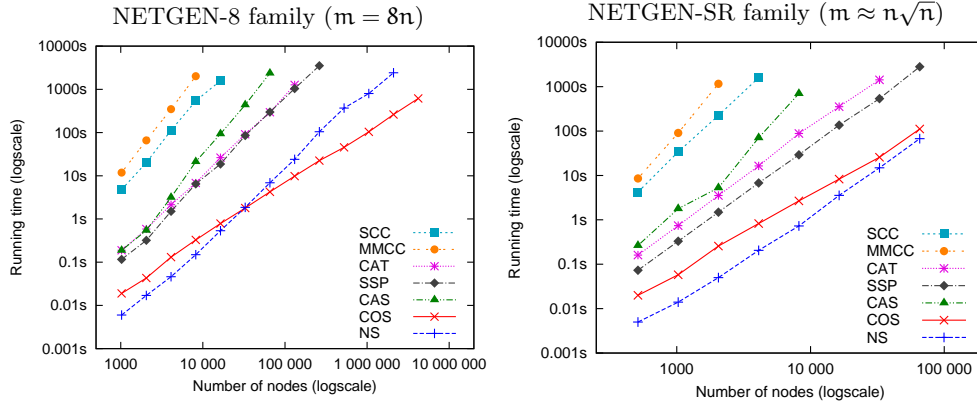 NETGEN-8 family (m = 8n)
10000s
1000s
100s
10s
1s
0.1s
0.01s
0.001s
Running time (logscale)
SCC
MMCC
CAT
SSP
CAS
COS
NS
1000
10 000
100 000
1 000 000
10 000 000
Number of nodes (logscale)
NETGEN-SR family (m ≈ n√n)
10000s
1000s
100s
10s
1s
0.1s
0.01s
0.001s
Running time (logscale)
SCC
MMCC
CAT
SSP
CAS
COS
NS
1000
10 000
100 000
Number of nodes (logscale)